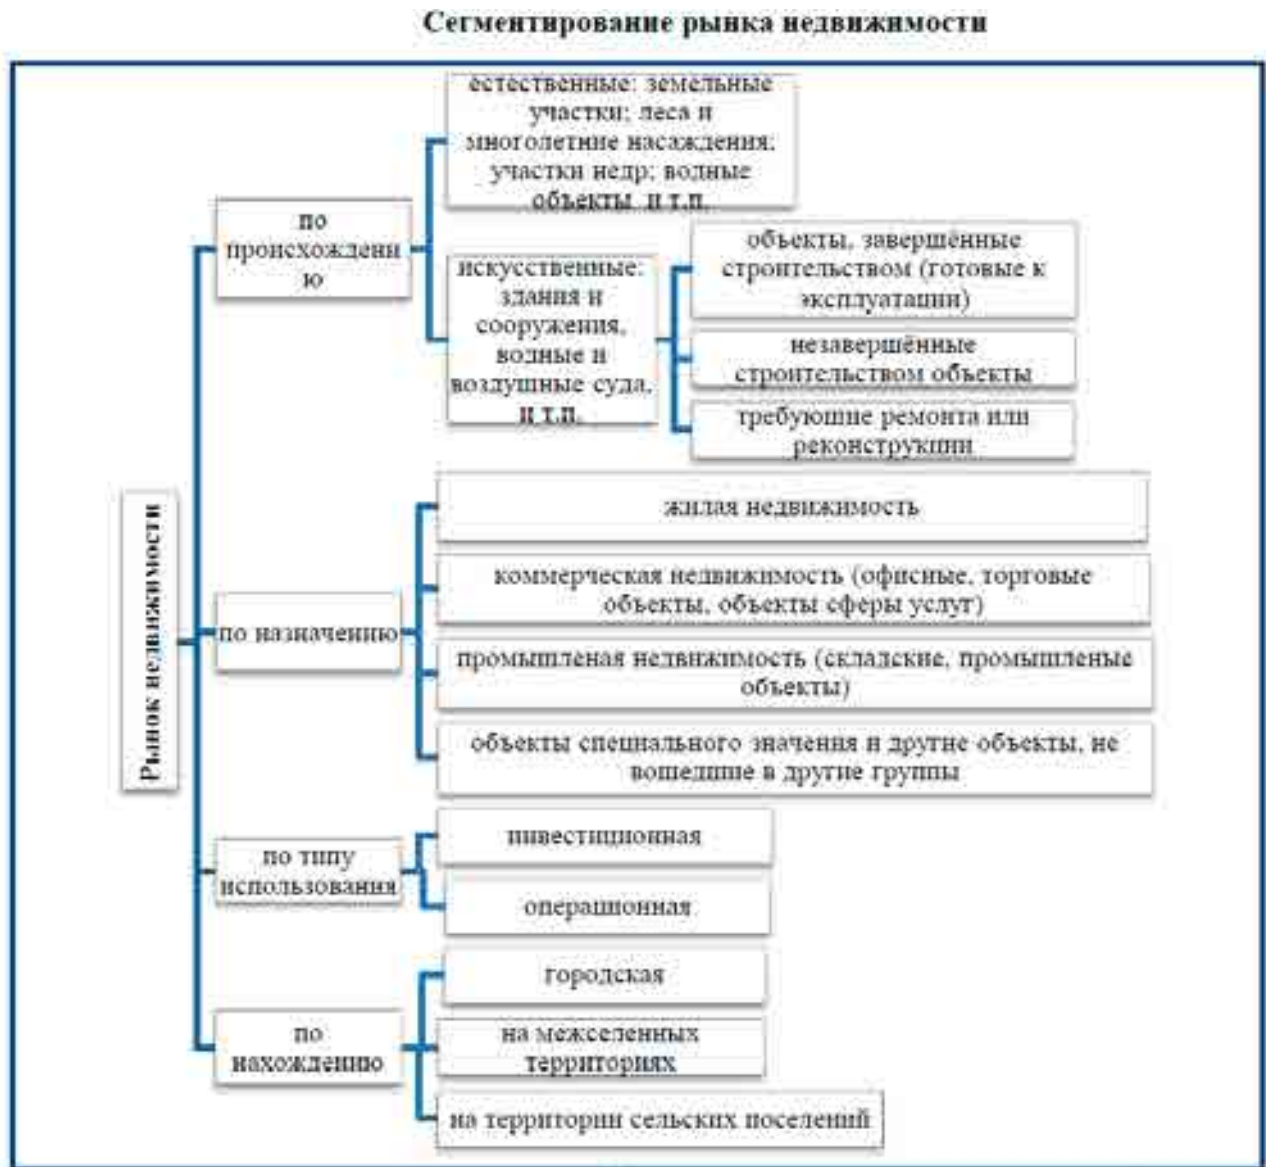 Сегментирование рынка недвижимости
Рынок недвижимости
по
происхождени
ю
естественные: земельные
участки; леса и
многолетние насаждения;
участки недр; водные
объекты и т.п.
искусственные:
здания и
сооружения,
водные и
воздушные суда,
и т.п.
объекты, завершённые
строительством (готовые к
эксплуатации)
незавершённые
строительством объекты
требующие ремонта или
реконструкции
по назначению
жилая недвижимость
коммерческая недвижимость (офисные, торговые
объекты, объекты сферы услуг)
промышленая недвижимость (складские, промышленые
объекты)
объекты специального значения и другие объекты, не
вошедшие в другие группы
по типу
использования
инвестиционная
операционная
по
нахождению
городская
на межселенных
территориях
на территории сельских поселений